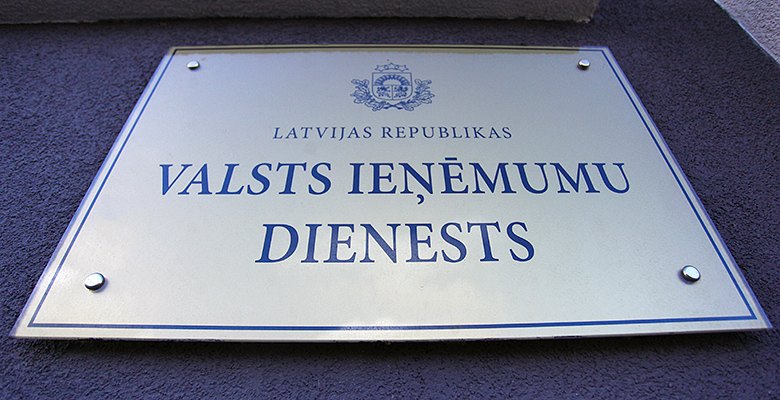 LATVIJAS REPUBLIKAS
VALSTS IEŅĒMUMU
DIENESTS